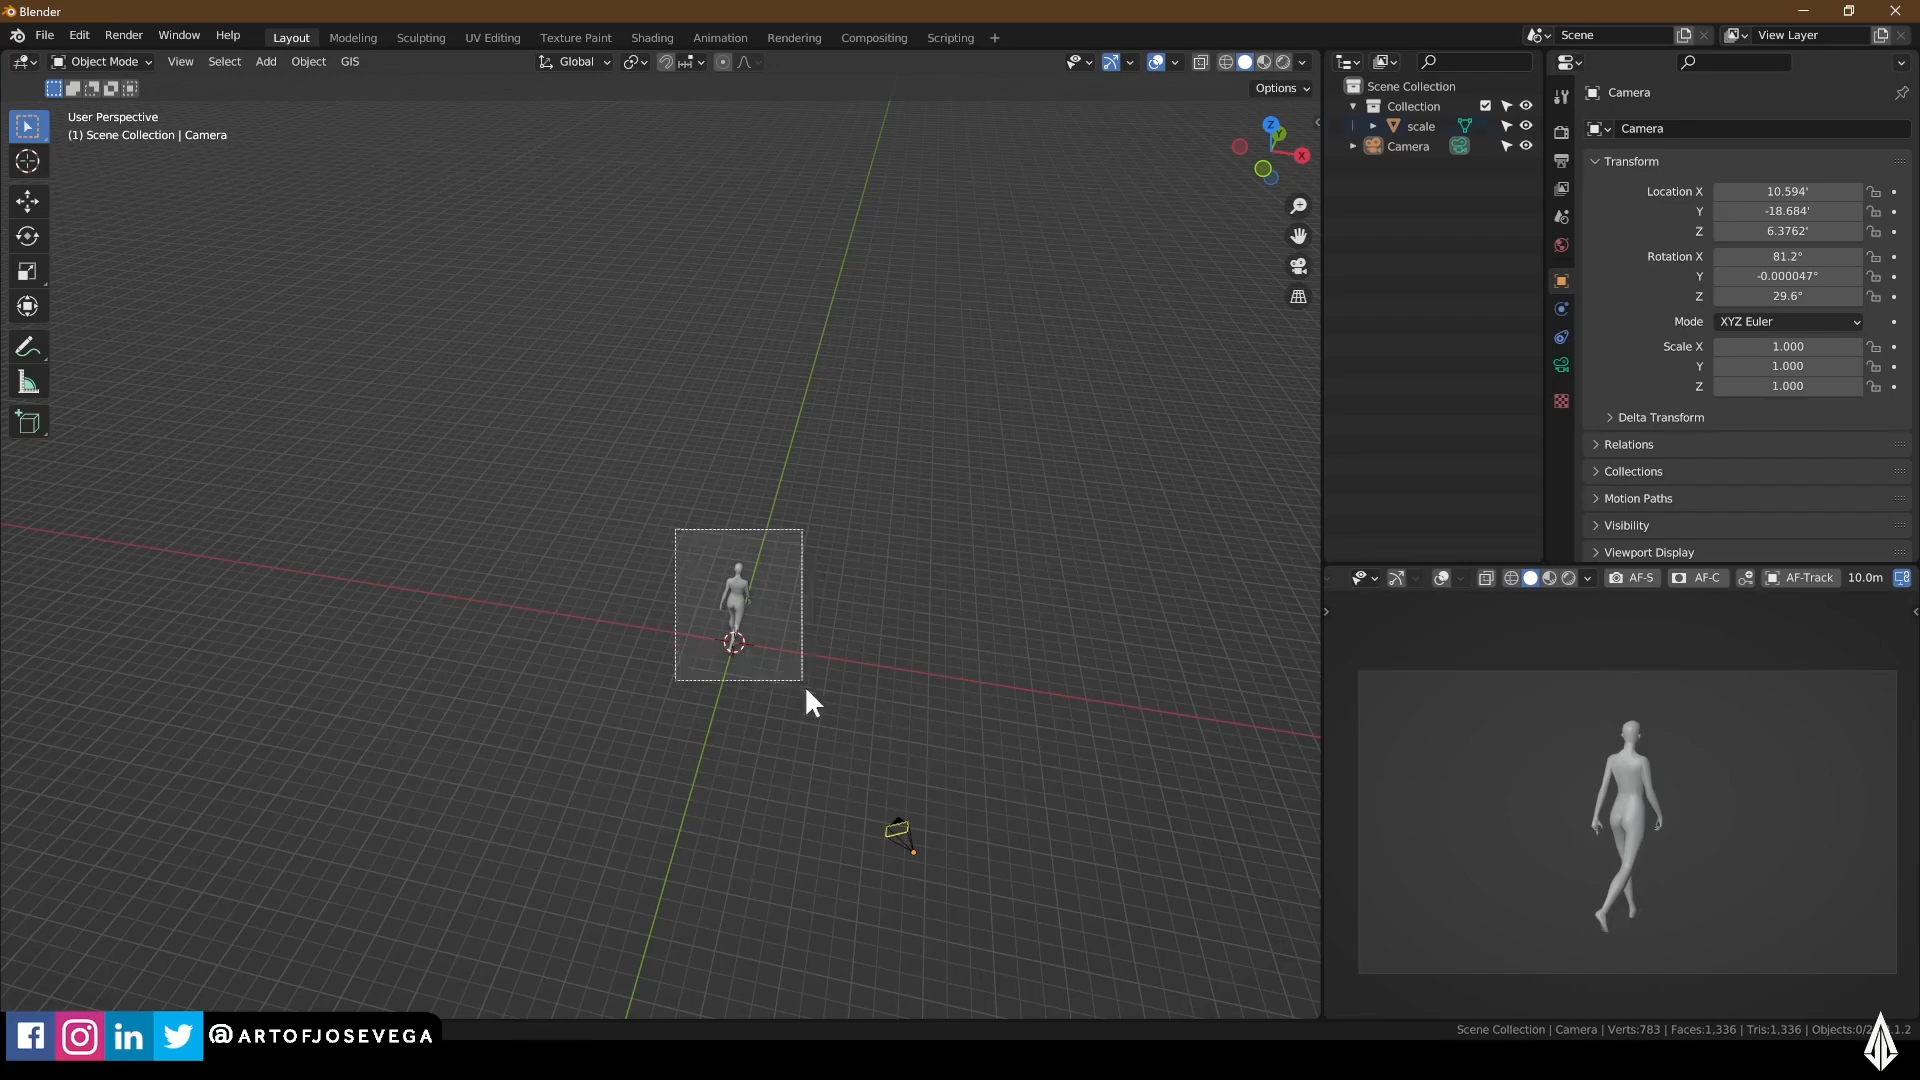 Blender
File Edit Render Window Help
Layout Modeling Sculpting UV Editing Texture Paint Shading Animation Rendering Compositing Scripting +
Scene
View Layer
Object Mode View Select Add Object GIS
Global
Options
User Perspective
(1) Scene Collection | Camera
Z
Y
X
Scene Collection
Collection
scale
Camera
Camera
Camera
Transform
Location X 10.594'
Y -18.684'
Z 6.3762'
Rotation X 81.2°
Y -0.000047°
Z 29.6°
Mode XYZ Euler
Scale X 1.000
Y 1.000
Z 1.000
Delta Transform
Relations
Collections
Motion Paths
Visibility
Viewport Display
AF-S AF-C AF-Track 10.0m
@ARTOFJOSEVEGA
Scene Collection | Camera | Verts:783 | Faces:1,336 | Tris:1,336 | Objects:0/2